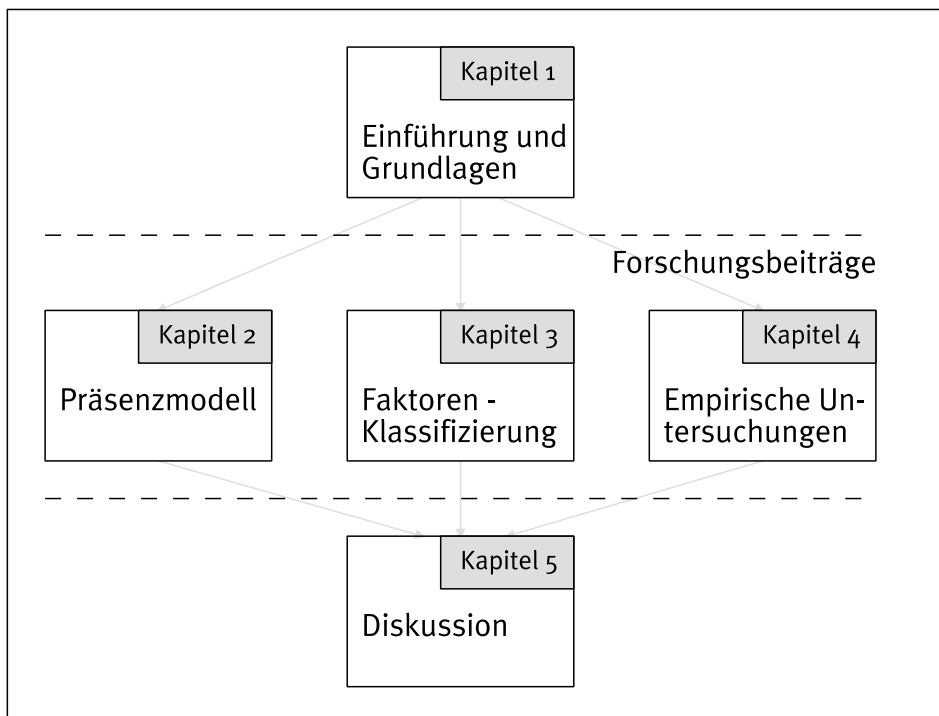 Kapitel 1
Einführung und
Grundlagen
Forschungsbeiträge
Kapitel 2
Präsenzmodell
Kapitel 3
Faktoren -
Klassifizierung
Kapitel 4
Empirische Un-
tersuchungen
Kapitel 5
Diskussion